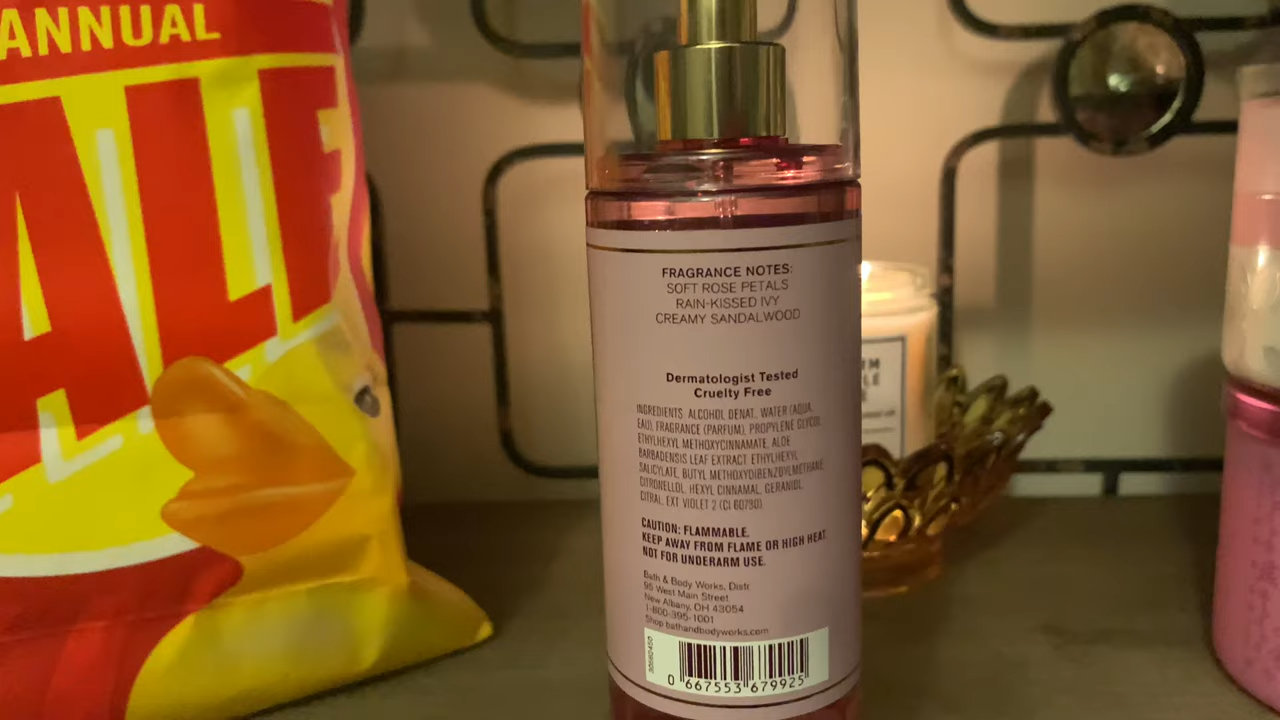 ANNUAL
ALE
FRAGRANCE NOTES:
SOFT ROSE PETALS
RAIN-KISSED IVY
CREAMY SANDALWOOD
Dermatologist Tested
Cruelty Free
INGREDIENTS: ALCOHOL DENAT., WATER (AQUA,
EAU), FRAGRANCE (PARFUM), PROPYLENE GLYCOL,
ETHYLHEXYL METHOXYCINNAMATE, ALOE
BARBADENSIS LEAF EXTRACT, ETHYLHEXYL
SALICYLATE, BUTYL METHOXYDIBENZOYLMETHANE,
CITRONELLOL, HEXYL CINNAMAL, GERANIOL,
CITRAL, EXT. VIOLET 2 (CI 60730).
CAUTION: FLAMMABLE.
KEEP AWAY FROM FLAME OR HIGH HEAT.
NOT FOR UNDERARM USE.
Bath & Body Works, Distr.
95 West Main Street
New Albany, OH 43054
1-800-395-1001
Shop bathandbodyworks.com
0 667553 679925